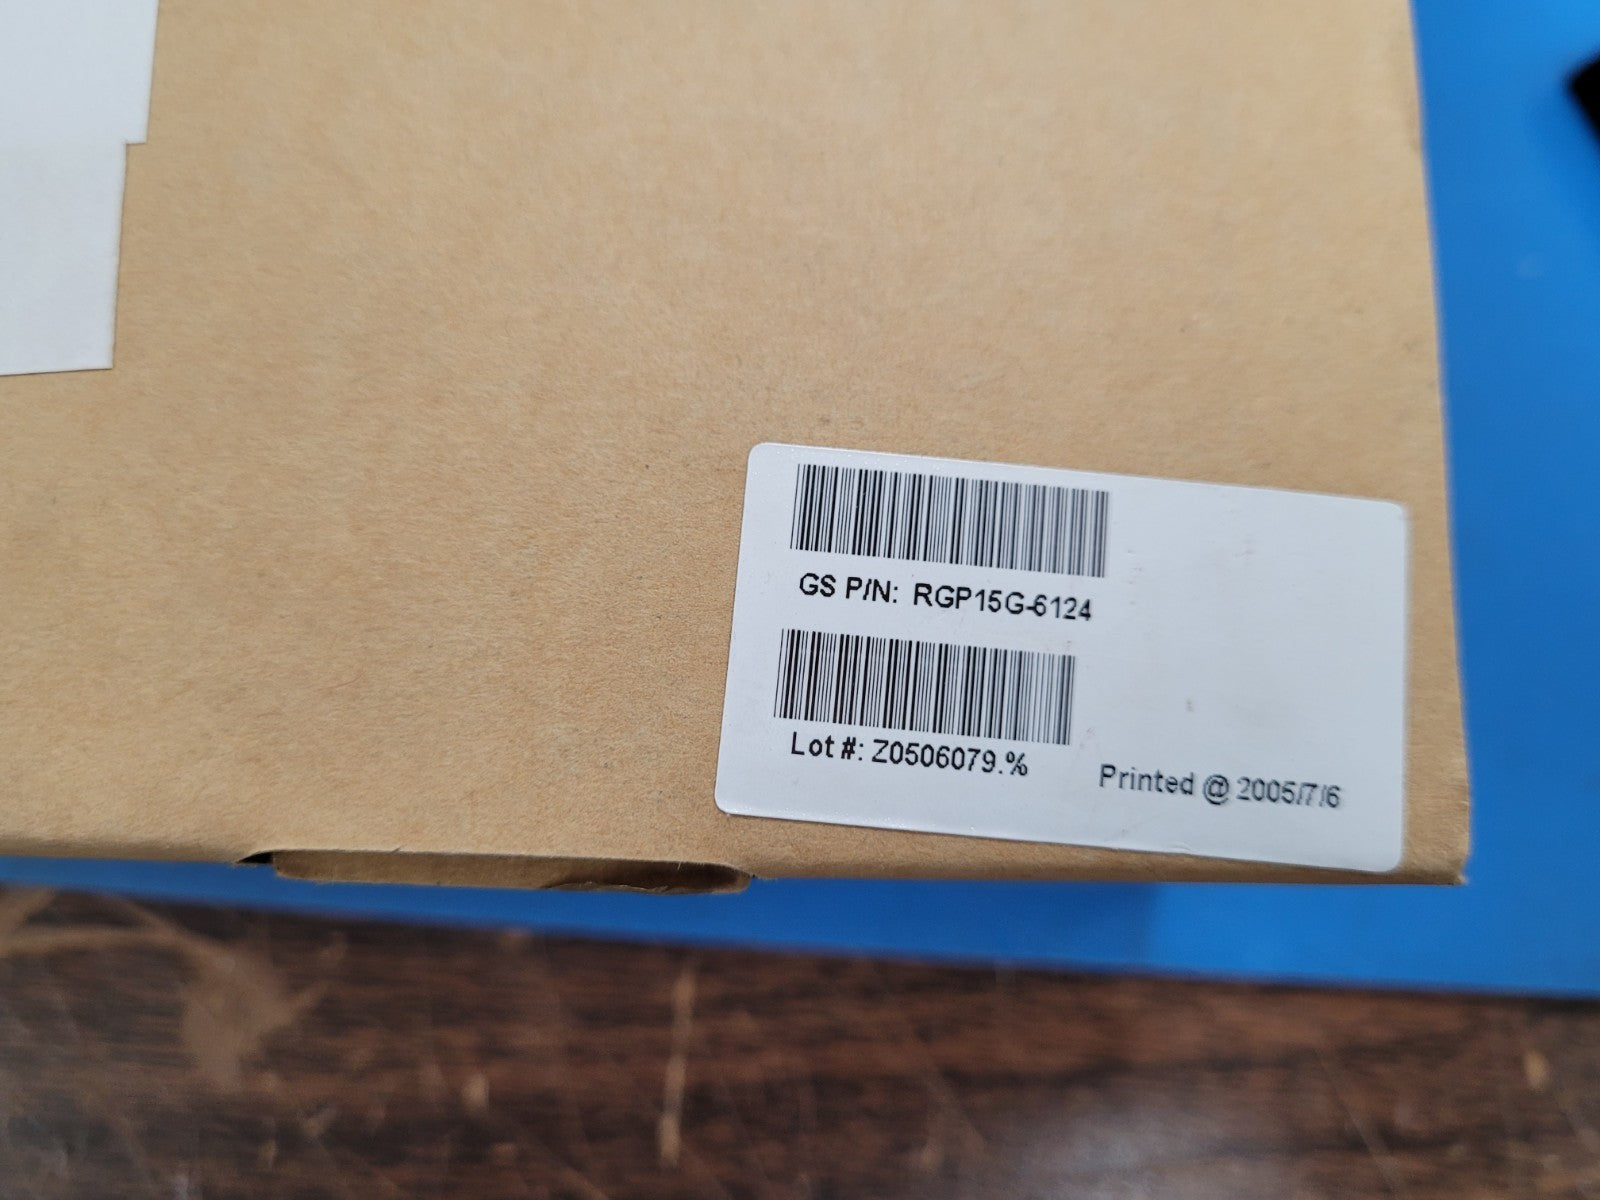 GS P/N: RGP15G-6124
Lot #: Z0506079.%
Printed @ 2005/7/6